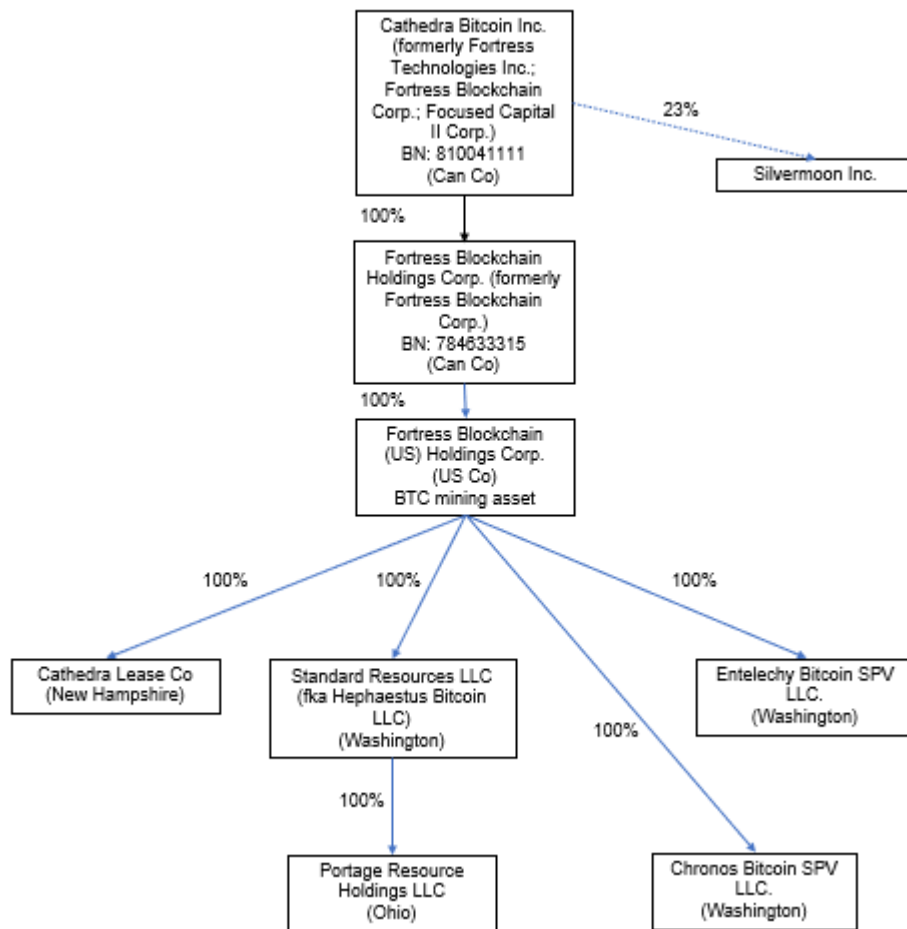 Cathedra Bitcoin Inc.
(formerly Fortress
Technologies Inc.;
Fortress Blockchain
Corp.; Focused Capital
II Corp.)
BN: 810041111
(Can Co)
23%
Silvermoon Inc.
100%
Fortress Blockchain
Holdings Corp. (formerly
Fortress Blockchain
Corp.)
BN: 784633315
(Can Co)
100%
Fortress Blockchain
(US) Holdings Corp.
(US Co)
BTC mining asset
100%
100%
100%
Cathedra Lease Co
(New Hampshire)
Standard Resources LLC
(fka Hephaestus Bitcoin
LLC)
(Washington)
Entelechy Bitcoin SPV
LLC.
(Washington)
100%
100%
Portage Resource
Holdings LLC
(Ohio)
Chronos Bitcoin SPV
LLC.
(Washington)